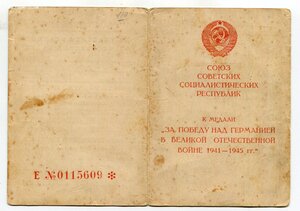 Е №0115609 *
СОЮЗ
СОВЕТСКИХ
СОЦИАЛИСТИЧЕСКИХ
РЕСПУБЛИК
К МЕДАЛИ
„ЗА ПОБЕДУ НАД ГЕРМАНИЕЙ
В ВЕЛИКОЙ ОТЕЧЕСТВЕННОЙ
ВОЙНЕ 1941—1945 гг."